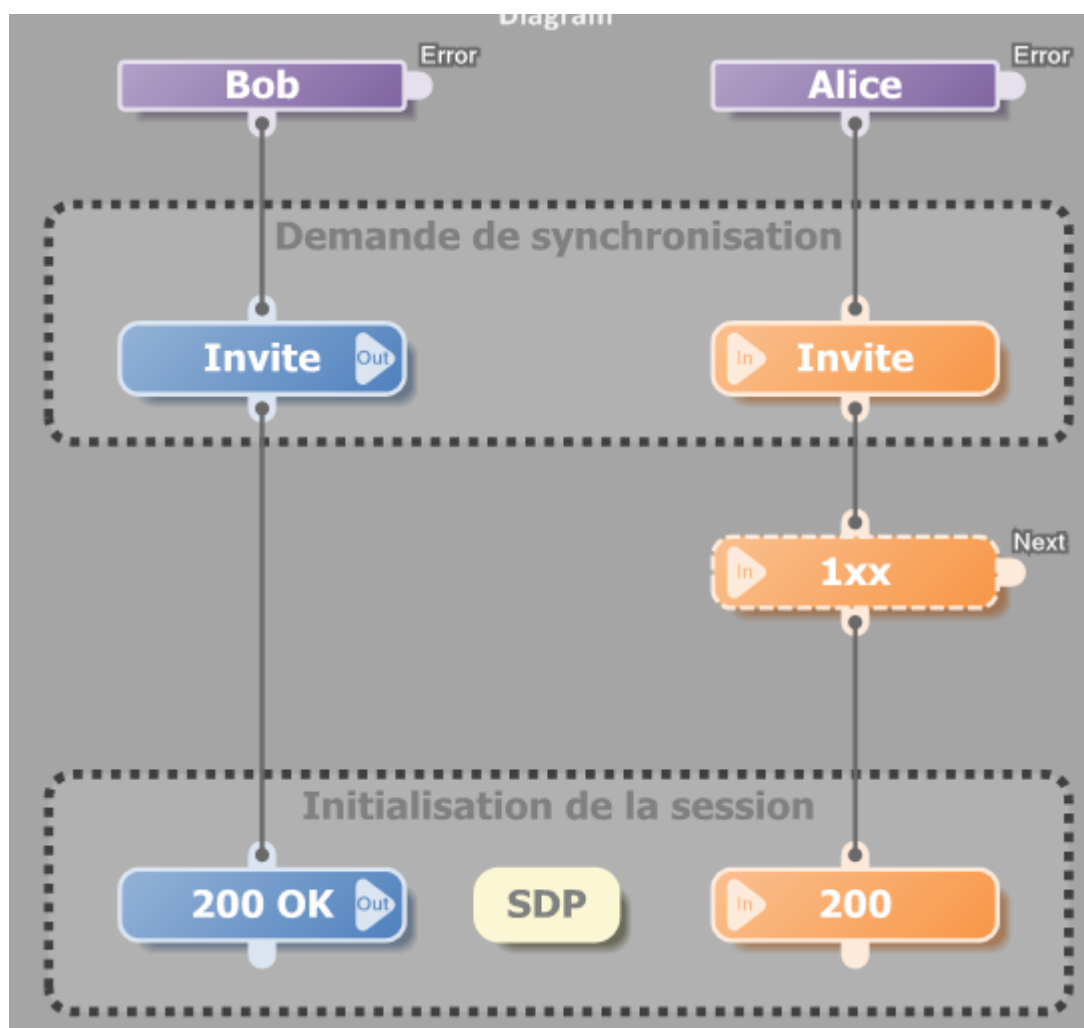 Diagram
Bob
Error
Alice
Error
Demande de synchronisation
Invite
Out
In
Invite
In
1xx
Next
Initialisation de la session
200 OK
Out
SDP
In
200